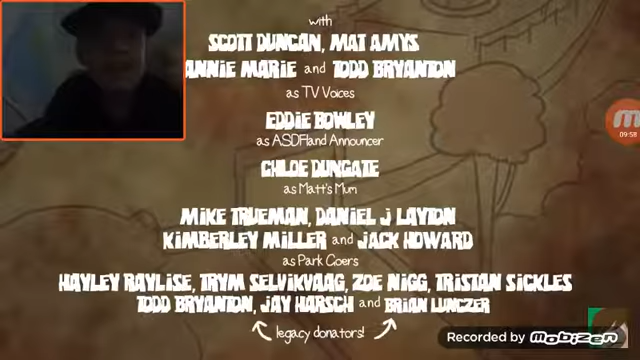 with
SCOTT DUNCAN, MAT AMYS
ANNIE MARIE and TODD BRYANTON
as TV Voices
EDDIE BOWLEY
as ASDFland Announcer
CHLOE DUNGATE
as Matt's Mum
MIKE TRUEMAN, DANIEL J LAYTON
KIMBERLEY MILLER and JACK HOWARD
as Park Goers
HAYLEY RAYLISE, TRYM SELVIKVAAG, ZOE NIGG, TRISTAN SICKLES
TODD BRYANTON, JAY HARSCH and BRIAN LUNCZER
legacy donators!
09:58
Recorded by mobizen